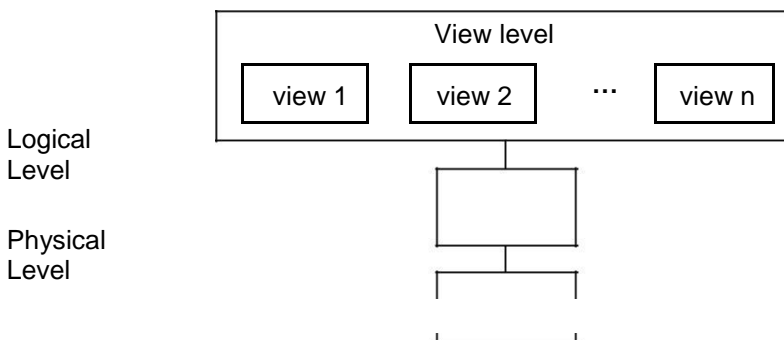 View level
view 1 view 2 ... view n
Logical
Level
Physical
Level